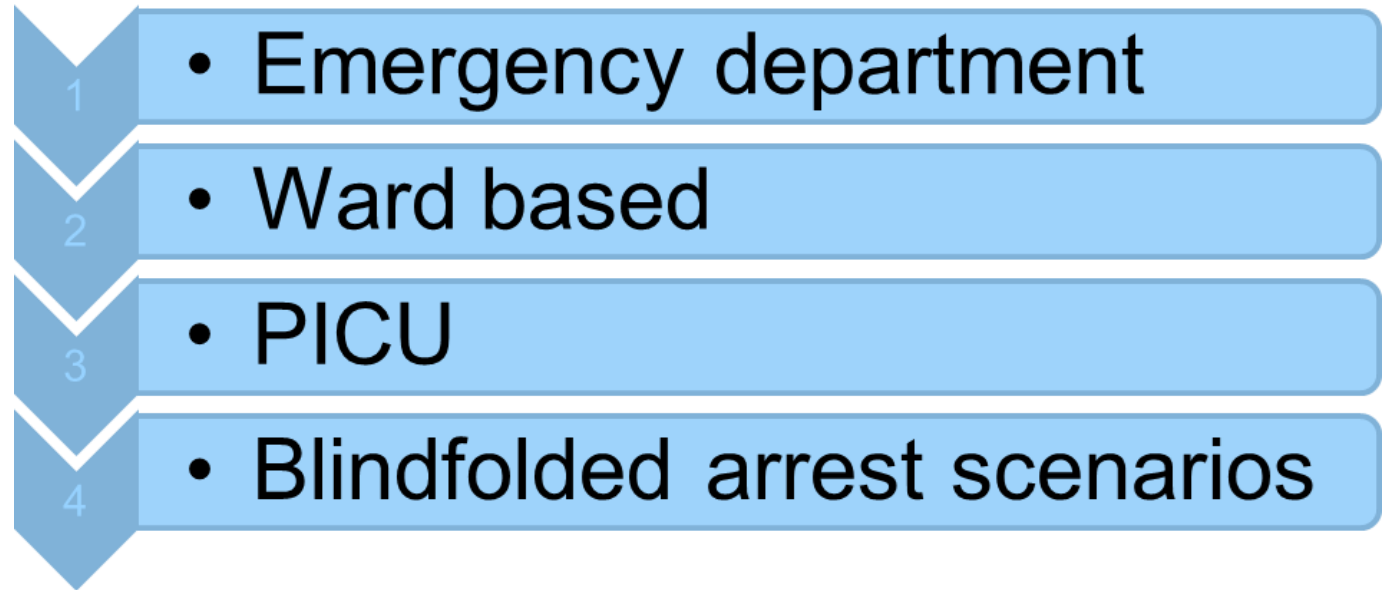 1
• Emergency department
2
• Ward based
3
• PICU
4
• Blindfolded arrest scenarios